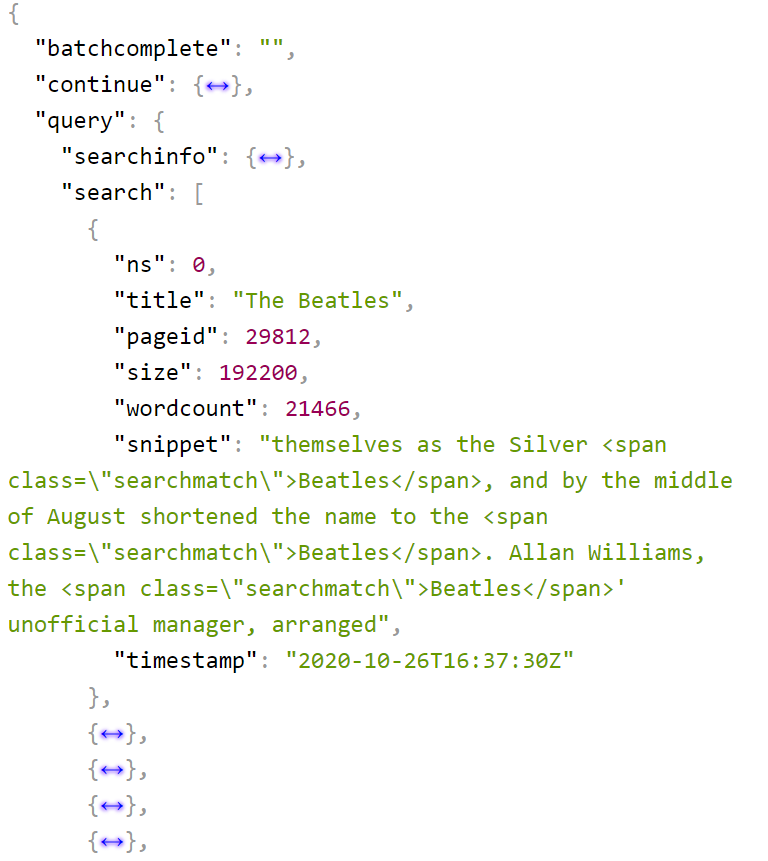 {
  "batchcomplete": "",
  "continue": {↔},
  "query": {
    "searchinfo": {↔},
    "search": [
      {
        "ns": 0,
        "title": "The Beatles",
        "pageid": 29812,
        "size": 192200,
        "wordcount": 21466,
        "snippet": "themselves as the Silver <span
class=\"searchmatch\">Beatles</span>, and by the middle
of August shortened the name to the <span
class=\"searchmatch\">Beatles</span>. Allan Williams,
the <span class=\"searchmatch\">Beatles</span>'
unofficial manager, arranged",
        "timestamp": "2020-10-26T16:37:30Z"
      },
      {↔},
      {↔},
      {↔},
      {↔},